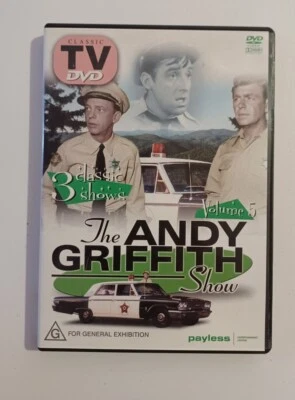 CLASSIC
TV
DVD
DVD
3 classic
shows
Volume 5
The ANDY
GRIFFITH
Show
G
FOR GENERAL EXHIBITION
payless